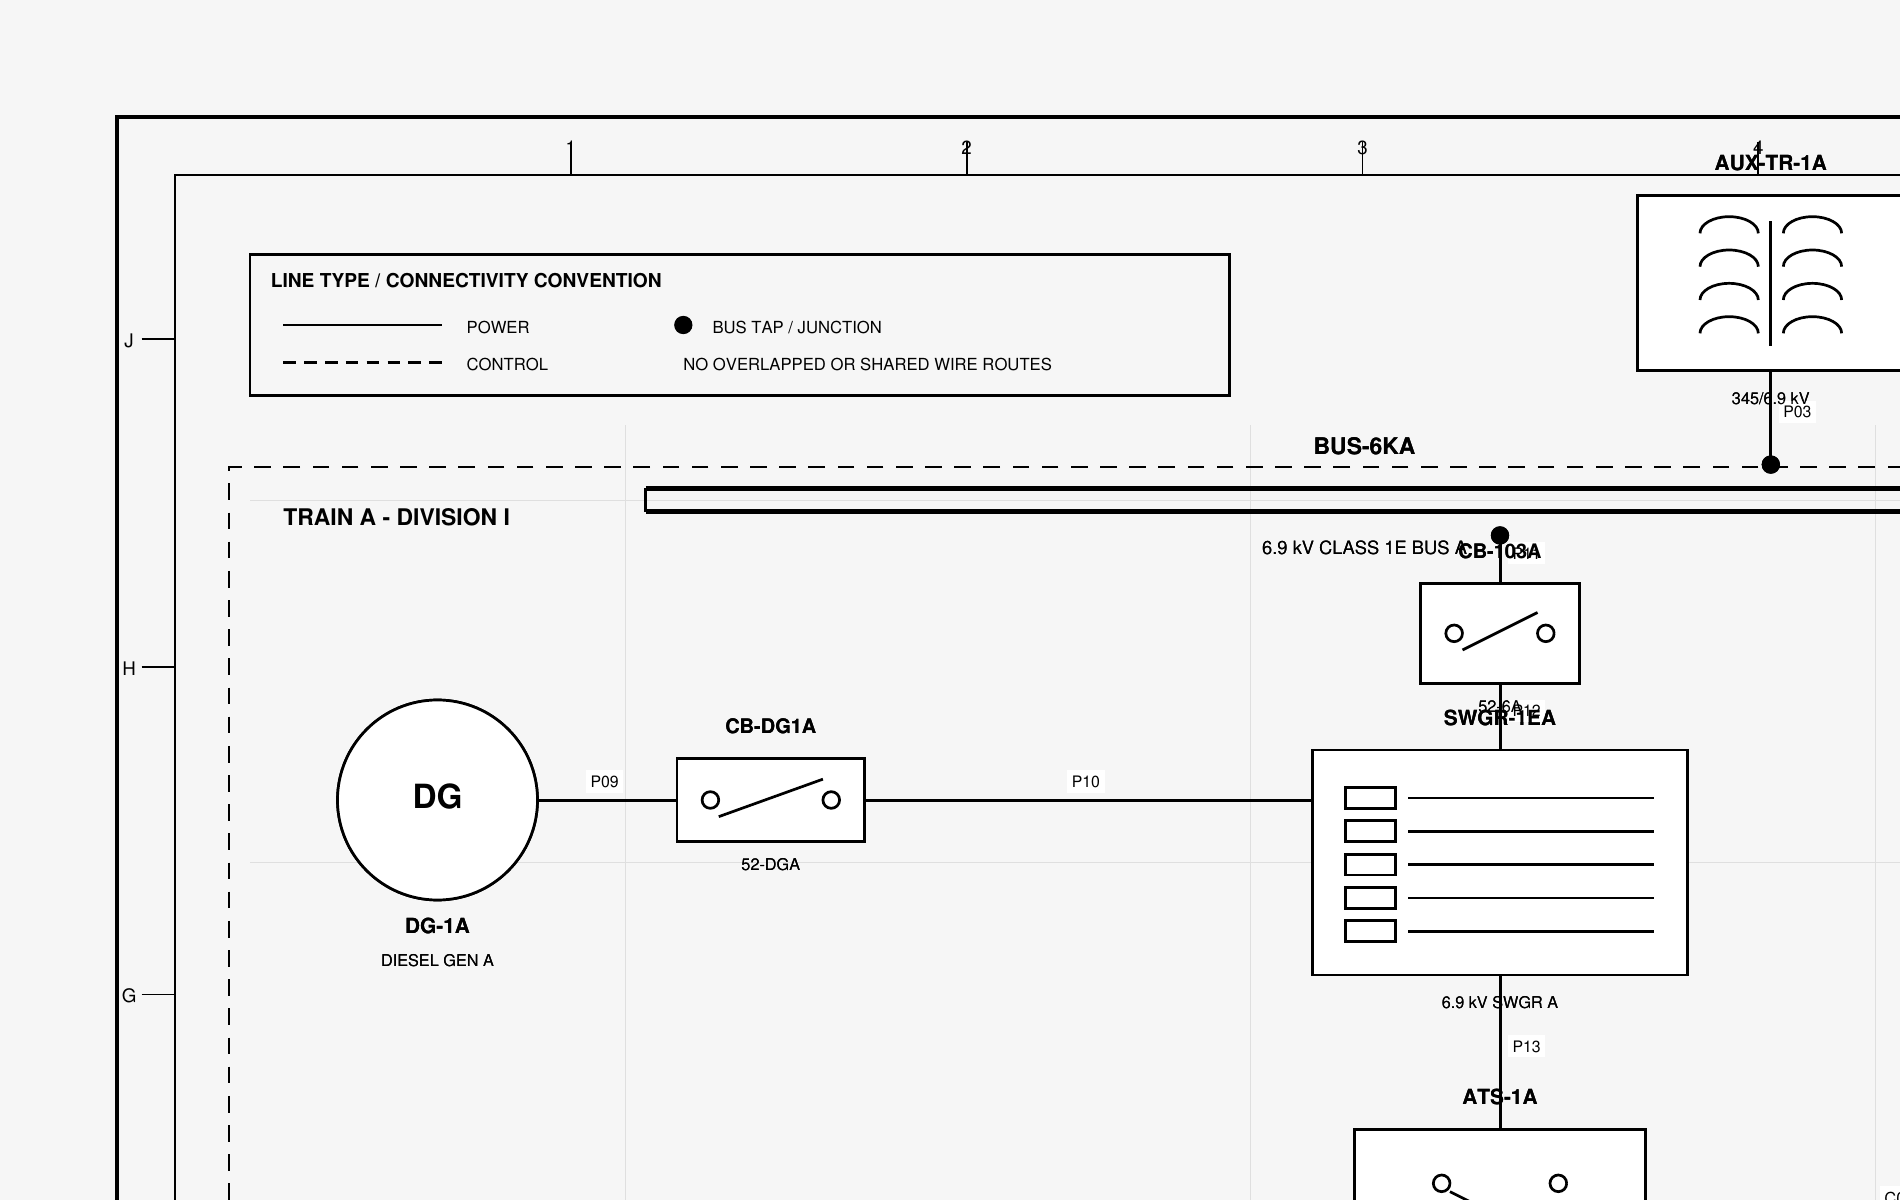 1 2 3 4
AUX-TR-1A
LINE TYPE / CONNECTIVITY CONVENTION
POWER
BUS TAP / JUNCTION
J
CONTROL
NO OVERLAPPED OR SHARED WIRE ROUTES
345/6.9 kV
P03
BUS-6KA
TRAIN A - DIVISION I
6.9 kV CLASS 1E BUS A
CB-103A
H
52-6A
P12
SWGR-1EA
CB-DG1A
P09
P10
DG
52-DGA
DG-1A
DIESEL GEN A
G
6.9 kV SWGR A
P13
ATS-1A